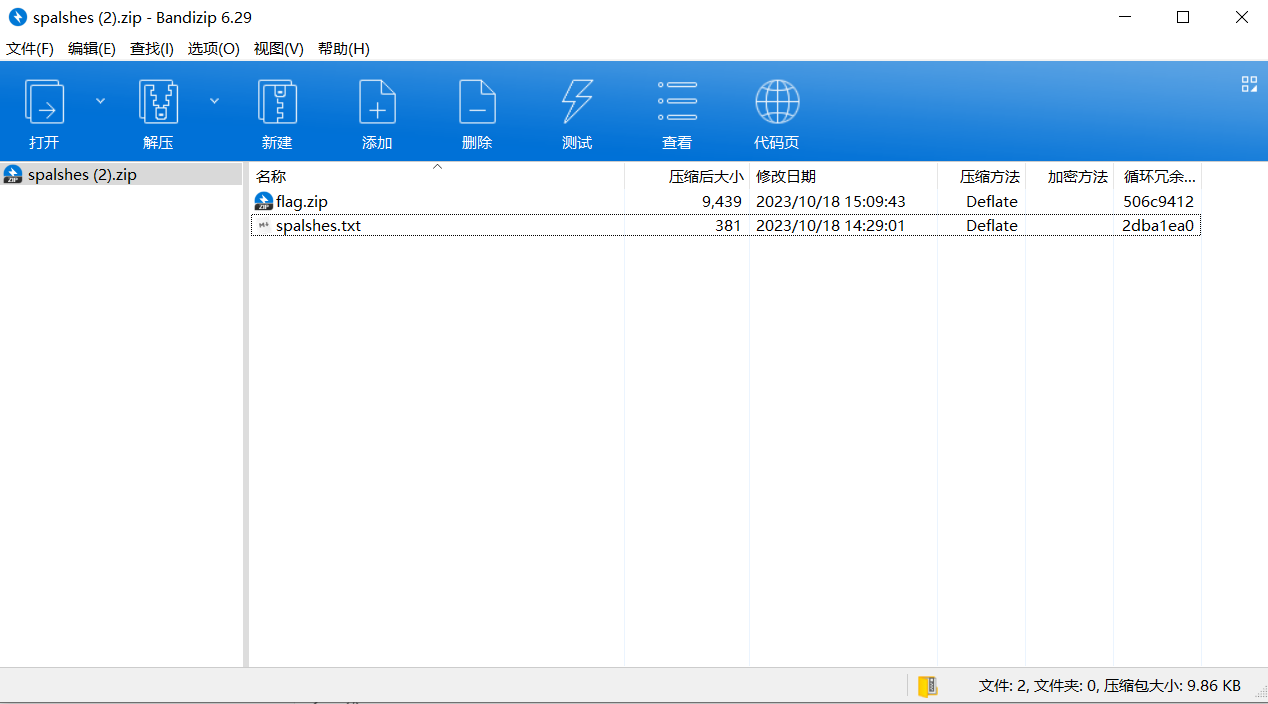 spalshes (2).zip - Bandizip 6.29
文件(F) 编辑(E) 查找(I) 选项(O) 视图(V) 帮助(H)
打开 解压 新建 添加 删除 测试 查看 代码页
spalshes (2).zip
名称 压缩后大小 修改日期 压缩方法 加密方法 循环冗余...
flag.zip 9,439 2023/10/18 15:09:43 Deflate 506c9412
spalshes.txt 381 2023/10/18 14:29:01 Deflate 2dba1ea0
文件: 2, 文件夹: 0, 压缩包大小: 9.86 KB